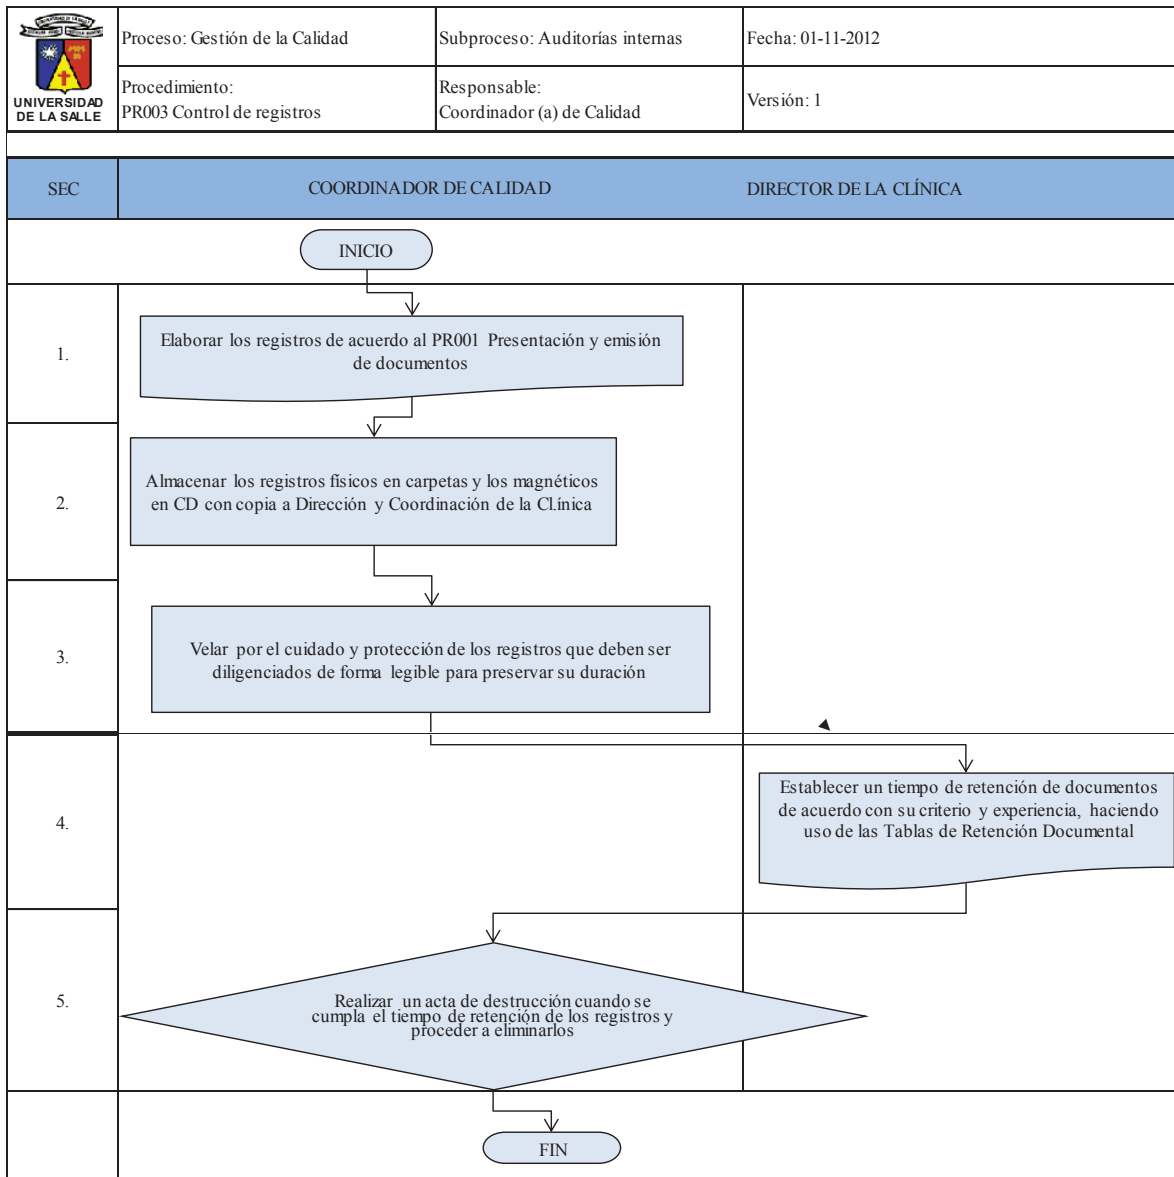 UNIVERSIDAD
DE LA SALLE
Proceso: Gestión de la Calidad
Subproceso: Auditorías internas
Fecha: 01-11-2012
Procedimiento:
PR003 Control de registros
Responsable:
Coordinador (a) de Calidad
Versión: 1
SEC
COORDINADOR DE CALIDAD
DIRECTOR DE LA CLÍNICA
INICIO
1.
Elaborar los registros de acuerdo al PR001 Presentación y emisión
de documentos
2.
Almacenar los registros físicos en carpetas y los magnéticos
en CD con copia a Dirección y Coordinación de la Cl.ínica
3.
Velar por el cuidado y protección de los registros que deben ser
diligenciados de forma legible para preservar su duración
4.
Establecer un tiempo de retención de documentos
de acuerdo con su criterio y experiencia, haciendo
uso de las Tablas de Retención Documental
5.
Realizar un acta de destrucción cuando se
cumpla el tiempo de retención de los registros y
proceder a eliminarlos
FIN